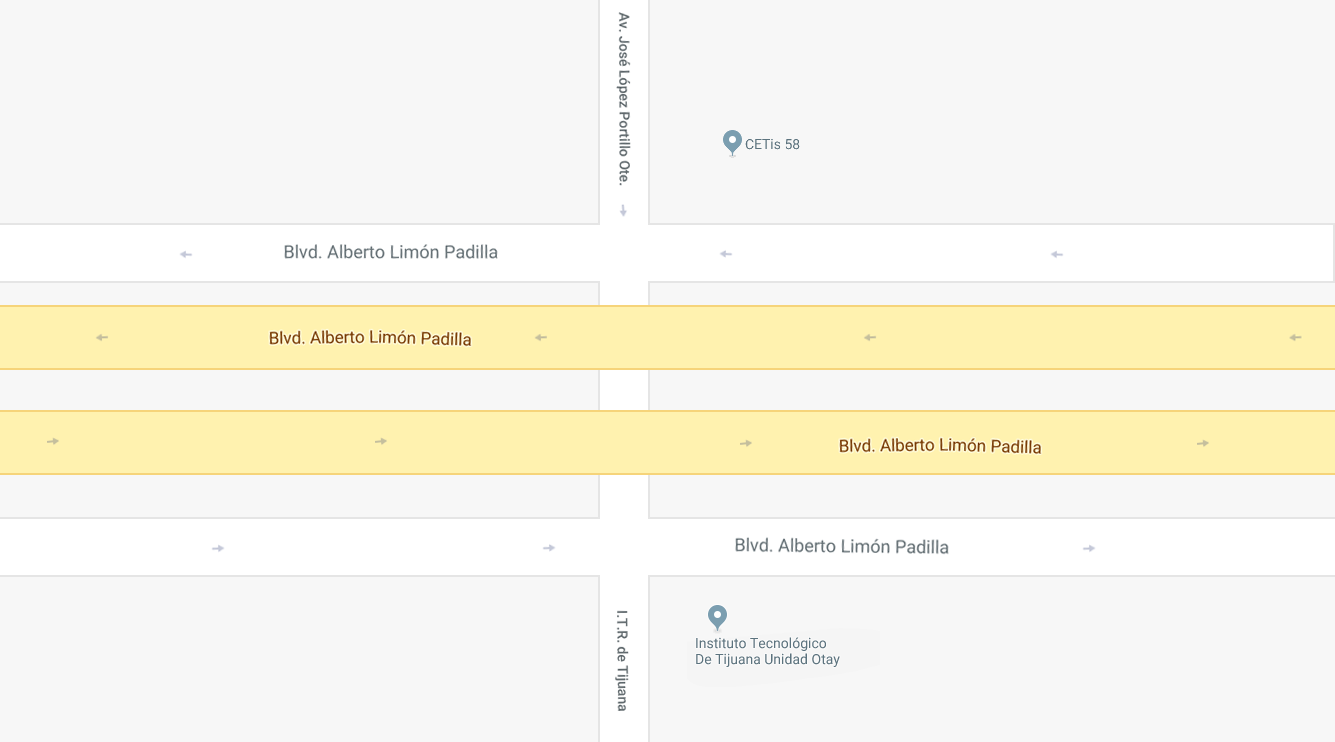 Av. José López Portillo Ote.
CETis 58
Blvd. Alberto Limón Padilla
Blvd. Alberto Limón Padilla
Blvd. Alberto Limón Padilla
Blvd. Alberto Limón Padilla
I.T.R. de Tijuana
Instituto Tecnológico
De Tijuana Unidad Otay